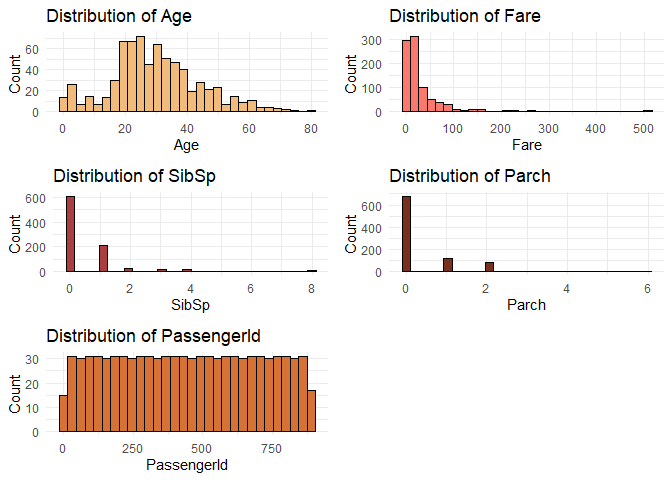 Distribution of Age
Count
60
40
20
0
20
40
60
80
0
Age
Distribution of Fare
Count
300
200
100
0
0
100
200
300
400
500
Fare
Distribution of SibSp
Count
600
400
200
0
0
2
4
6
8
SibSp
Distribution of Parch
Count
600
400
200
0
0
2
4
6
Parch
Distribution of PassengerId
Count
30
20
10
0
0
250
500
750
PassengerId